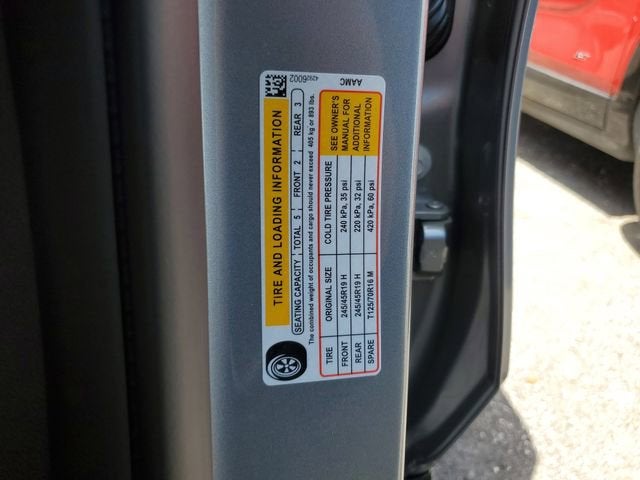 TIRE AND LOADING INFORMATION
SEATING CAPACITY TOTAL 5 FRONT 2 REAR 3
The combined weight of occupants and cargo should never exceed 405 kg or 893 lbs.
TIRE ORIGINAL SIZE COLD TIRE PRESSURE SEE OWNER'S MANUAL FOR ADDITIONAL INFORMATION
FRONT 245/45R19 H 240 kPa, 35 psi
REAR 245/45R19 H 220 kPa, 32 psi
SPARE T125/70R16 M 420 kPa, 60 psi
42926002
AAMC